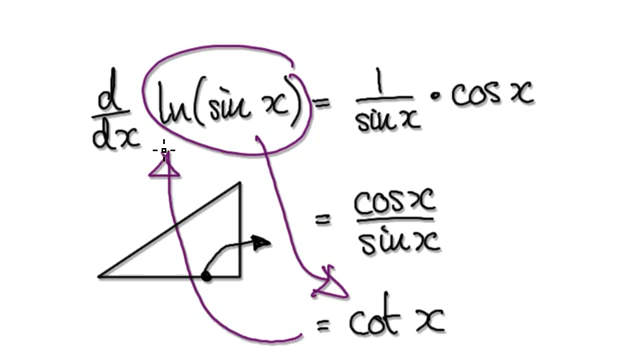 d/dx ln(sin x) = 1/sin x • cos x
= cos x/sin x
= cot x